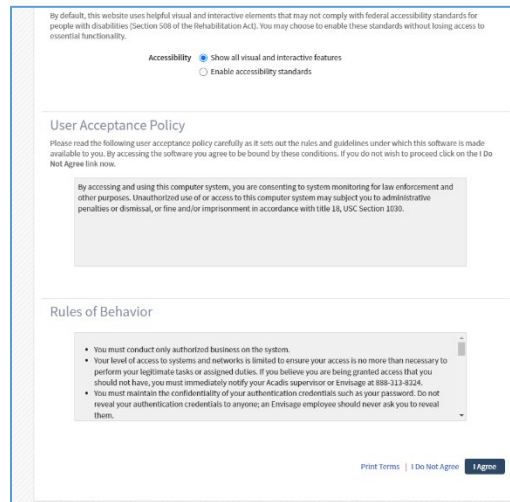 By default, this website uses helpful visual and interactive elements that may not comply with federal accessibility standards for
people with disabilities (Section 508 of the Rehabilitation Act). You may choose to enable these standards without losing access to
essential functionality.
Accessibility Show all visual and interactive features
Enable accessibility standards
User Acceptance Policy
Please read the following user acceptance policy carefully as it sets out the rules and guidelines under which this software is made
available to you. By accessing the software you agree to be bound by these conditions. If you do not wish to proceed click on the I Do
Not Agree link now.
By accessing and using this computer system, you are consenting to system monitoring for law enforcement and
other purposes. Unauthorized use of or access to this computer system may subject you to administrative
penalties or dismissal, or fine and/or imprisonment in accordance with title 18, USC Section 1030.
Rules of Behavior
• You must conduct only authorized business on the system.
• Your level of access to systems and networks is limited to ensure your access is no more than necessary to
perform your legitimate tasks or assigned duties. If you believe you are being granted access that you
should not have, you must immediately notify your Acadis supervisor or Envisage at 888-313-8324.
• You must maintain the confidentiality of your authentication credentials such as your password. Do not
reveal your authentication credentials to anyone; an Envisage employee should never ask you to reveal
them.
Print Terms | I Do Not Agree I Agree